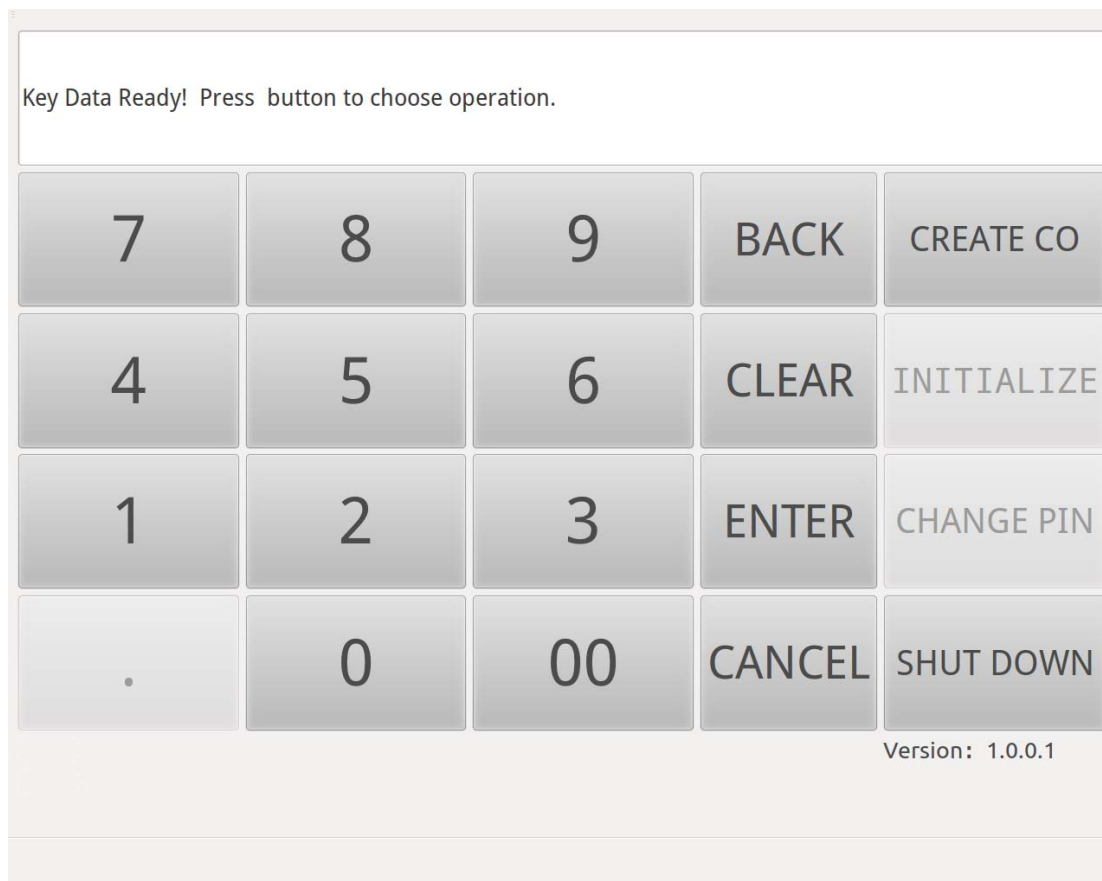 Key Data Ready!  Press  button to choose operation.
7 8 9 BACK CREATE CO
4 5 6 CLEAR INITIALIZE
1 2 3 ENTER CHANGE PIN
. 0 00 CANCEL SHUT DOWN
Version: 1.0.0.1